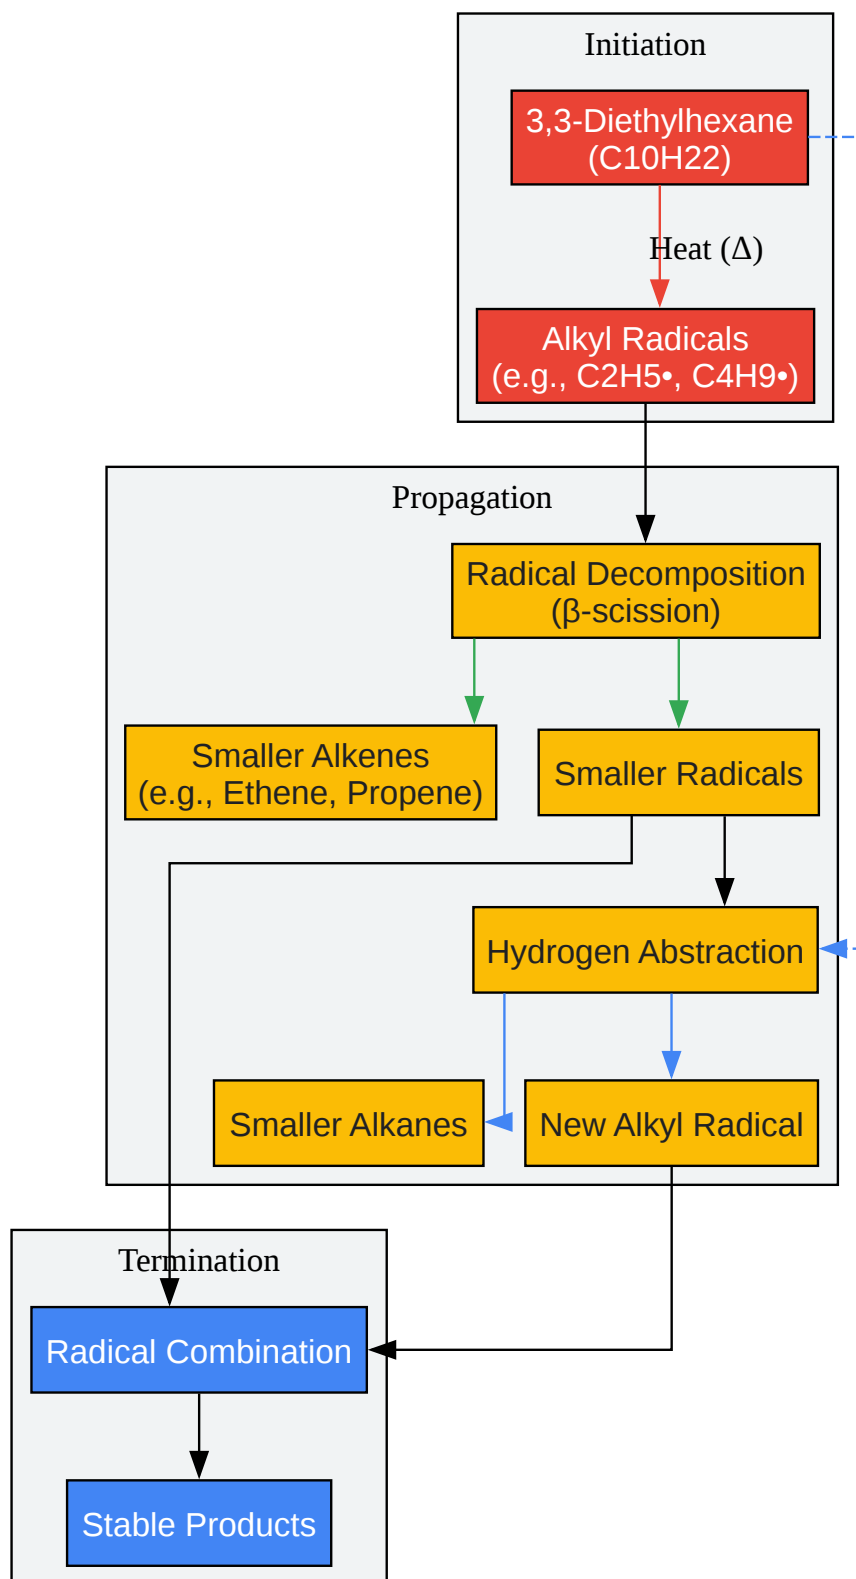 Initiation
3,3-Diethylhexane
(C10H22)
Heat (Δ)
Alkyl Radicals
(e.g., C2H5•, C4H9•)
Propagation
Radical Decomposition
(β-scission)
Smaller Alkenes
(e.g., Ethene, Propene)
Smaller Radicals
Hydrogen Abstraction
Smaller Alkanes
New Alkyl Radical
Termination
Radical Combination
Stable Products